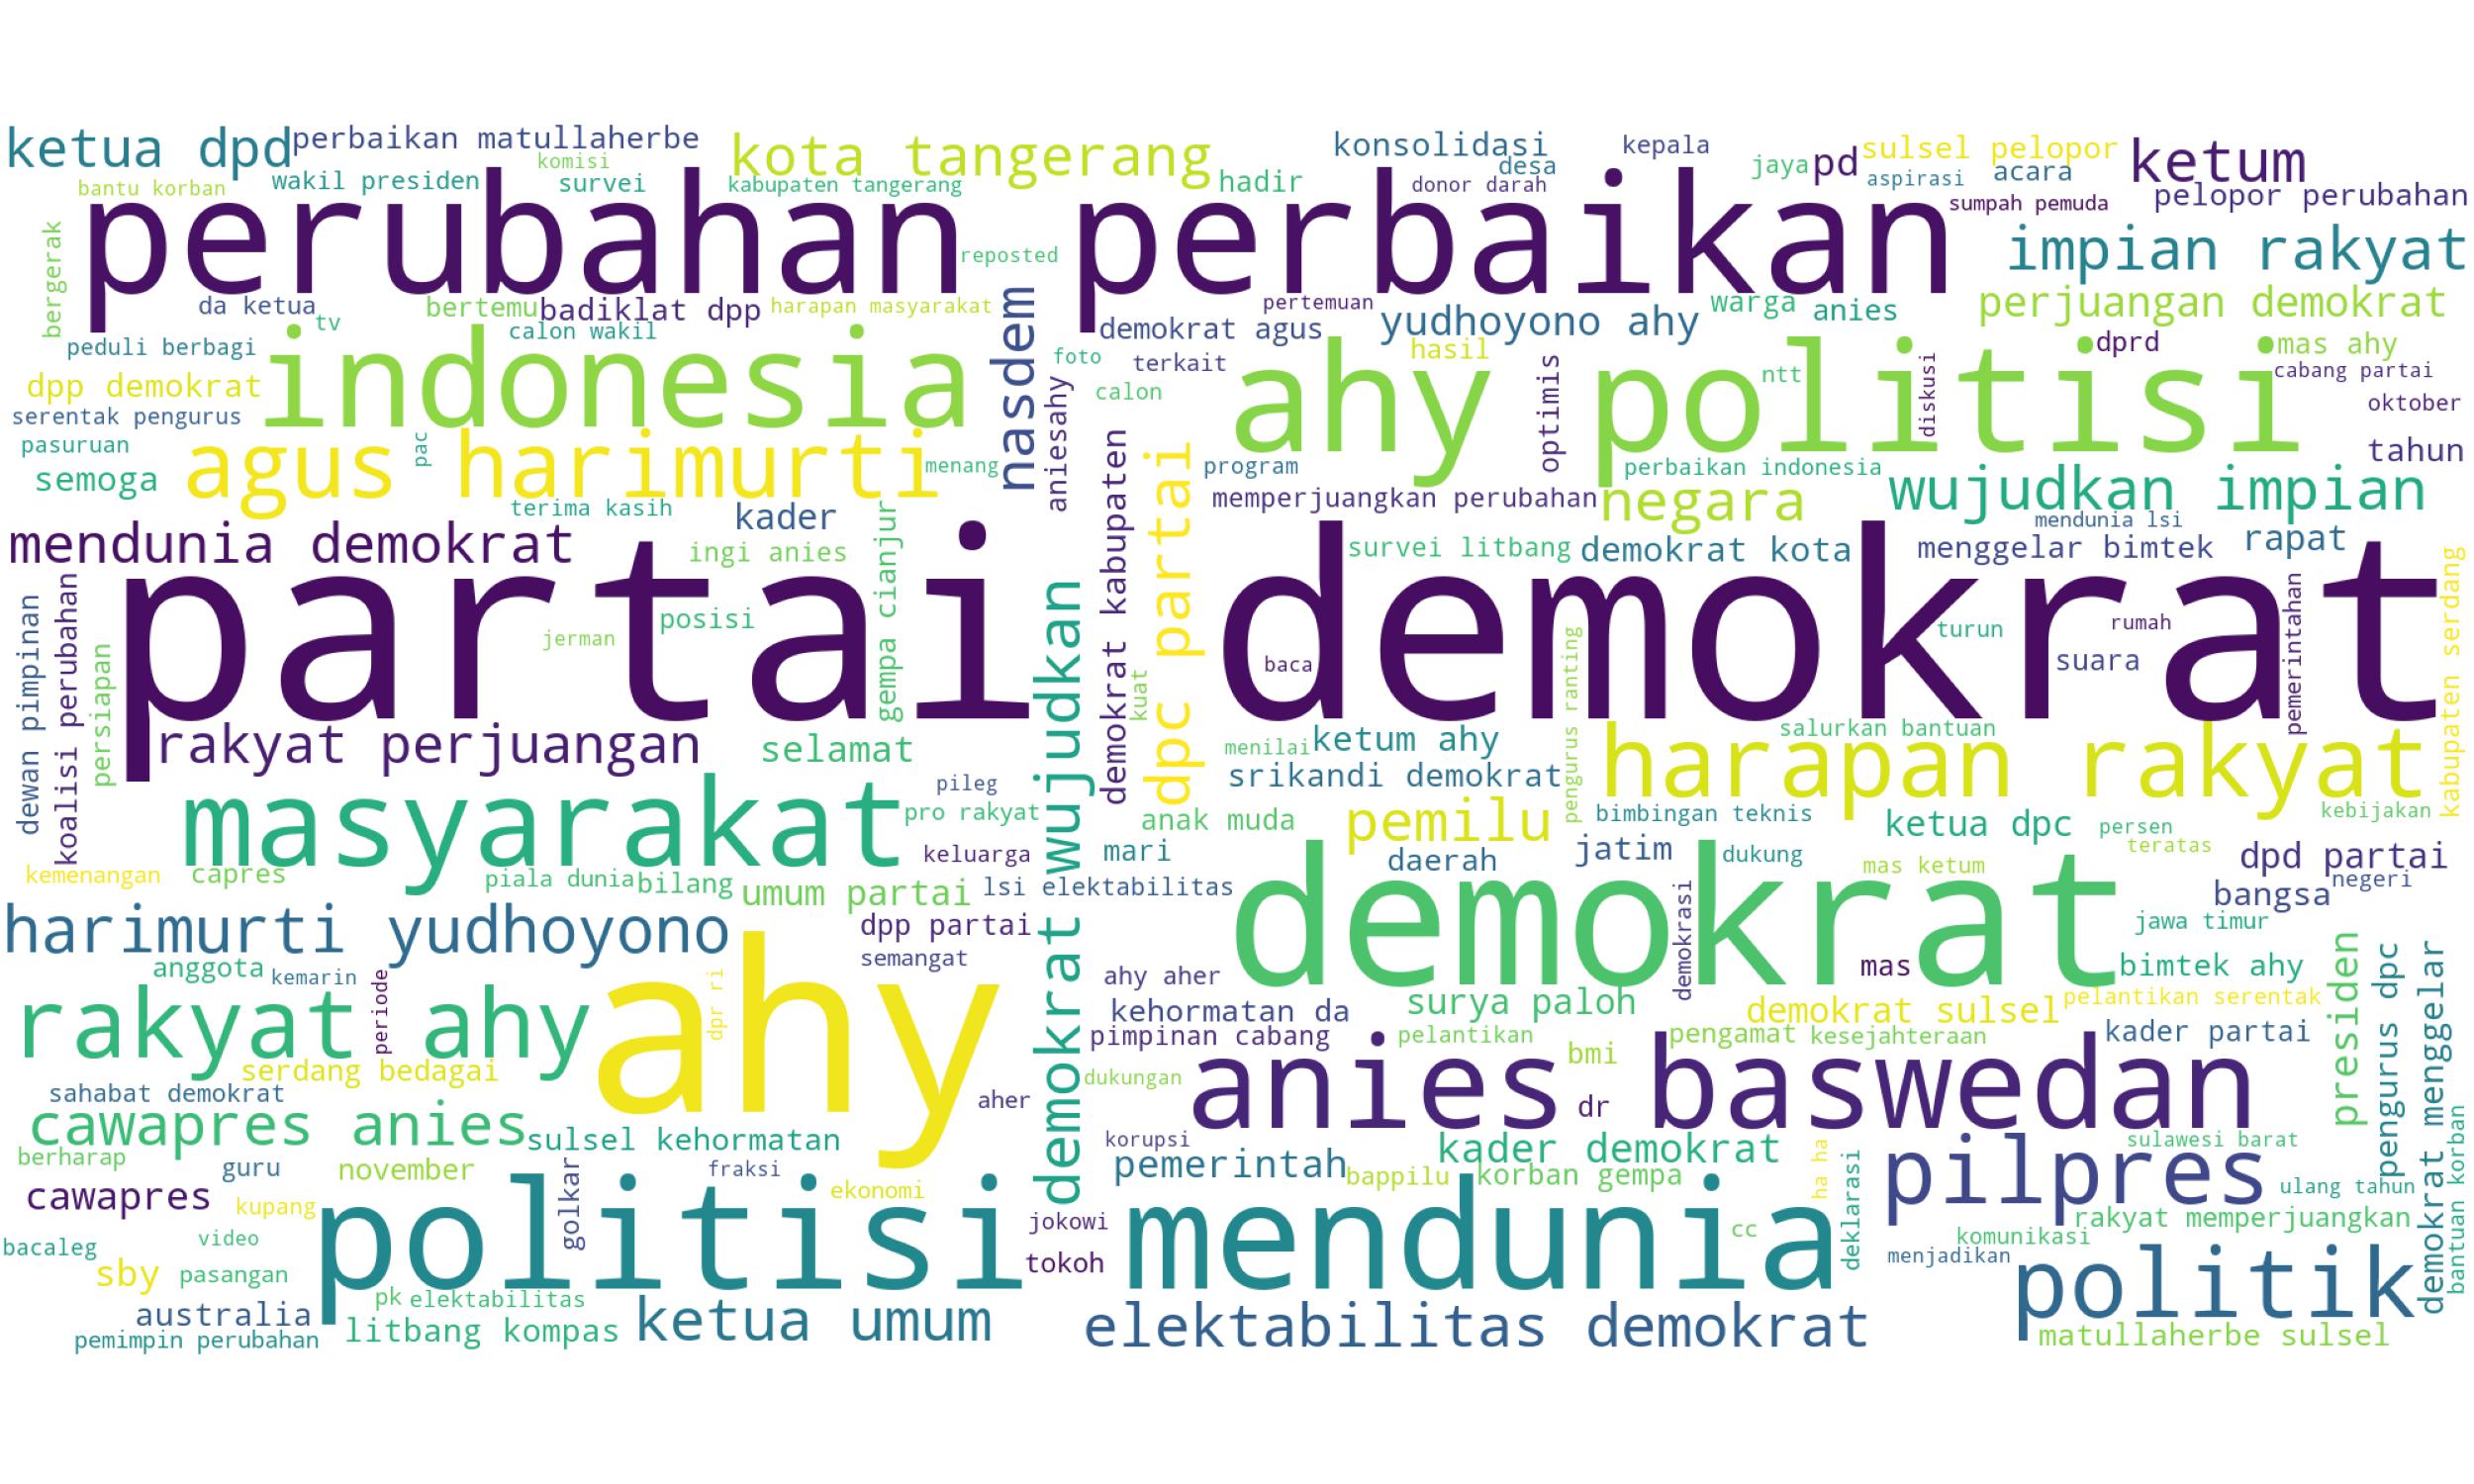 ketua dpd
perbaikan matullaherbe
kota tangerang
konsolidasi
kepala
sulsel pelopor
ketum
komisi
desa
jaya
pd
aspirasi
acara
bantu korban
wakil presiden
survei
kabupaten tangerang
hadir
donor darah
sumpah pemuda
pelopor perubahan
perubahan perbaikan
bergerak
reposted
impian rakyat
da ketua
tv
bertemu
badiklat dpp
harapan masyarakat
nasdem
pertemuan
demokrat agus
yudhoyono ahy
warga
anies
perjuangan demokrat
calon wakil
peduli berbagi
indonesia
foto
terkait
hasil
ahy politisi
dprd
mas ahy
dpp demokrat
aniesahy
calon
optimis
ntt
diskusi
cabang partai
serentak pengurus
oktober
pasuruan
agus harimurti
pac
menang
program
perbaikan indonesia
tahun
semoga
terima kasih
memperjuangkan perubahan
negara
wujudkan impian
mendunia demokrat
kader
ingi anies
gempa cianjur
demokrat kabupaten
dpc partai
survei litbang
demokrat kota
mendunia lsi
menggelar bimtek
rapat
partai demokrat
dewan pimpinan
koalisi perubahan
persiapan
jerman
posisi
kuat
baca
pengurus ranting
turun
rumah
suara
pemerintahan
kabupaten serdang
rakyat perjuangan
selamat
demokrat wujudkan
menilai
ketum ahy
salurkan bantuan
srikandi demokrat
harapan rakyat
masyarakat
pileg
pro rakyat
anak muda
pemilu
bimbingan teknis
ketua dpc
persen
kebijakan
teratas
keluarga
mari
daerah
jatim
dukung
mas ketum
dpd partai
kemenangan
capres
piala dunia
bilang
umum partai
lsi elektabilitas
demokrat
demokrasi
bangsa
negeri
harimurti yudhoyono
dpp partai
jawa timur
anggota
kemarin
semangat
ahy aher
mas
bimtek ahy
rakyat ahy
periode
ahy
dpr ri
kehormatan da
surya paloh
demokrat sulsel
pelantikan serentak
presiden
pengurus dpc
demokrat menggelar
pimpinan cabang
pelantikan
pengamat
kesejahteraan
kader partai
serdang bedagai
bmi
dukungan
anies baswedan
sahabat demokrat
aher
dr
cawapres anies
sulsel kehormatan
korupsi
kader demokrat
sulawesi barat
bantuan korban
berharap
guru
november
golkar
fraksi
pemerintah
bappilu
korban gempa
ha ha
deklarasi
pilpres
ulang tahun
cawapres
kupang
politisi
ekonomi
jokowi
mendunia
cc
rakyat memperjuangkan
bacaleg
video
komunikasi
sby
pasangan
tokoh
menjadikan
politik
australia
pk
elektabilitas
pemimpin perubahan
litbang kompas
ketua umum
elektabilitas demokrat
matullaherbe sulsel